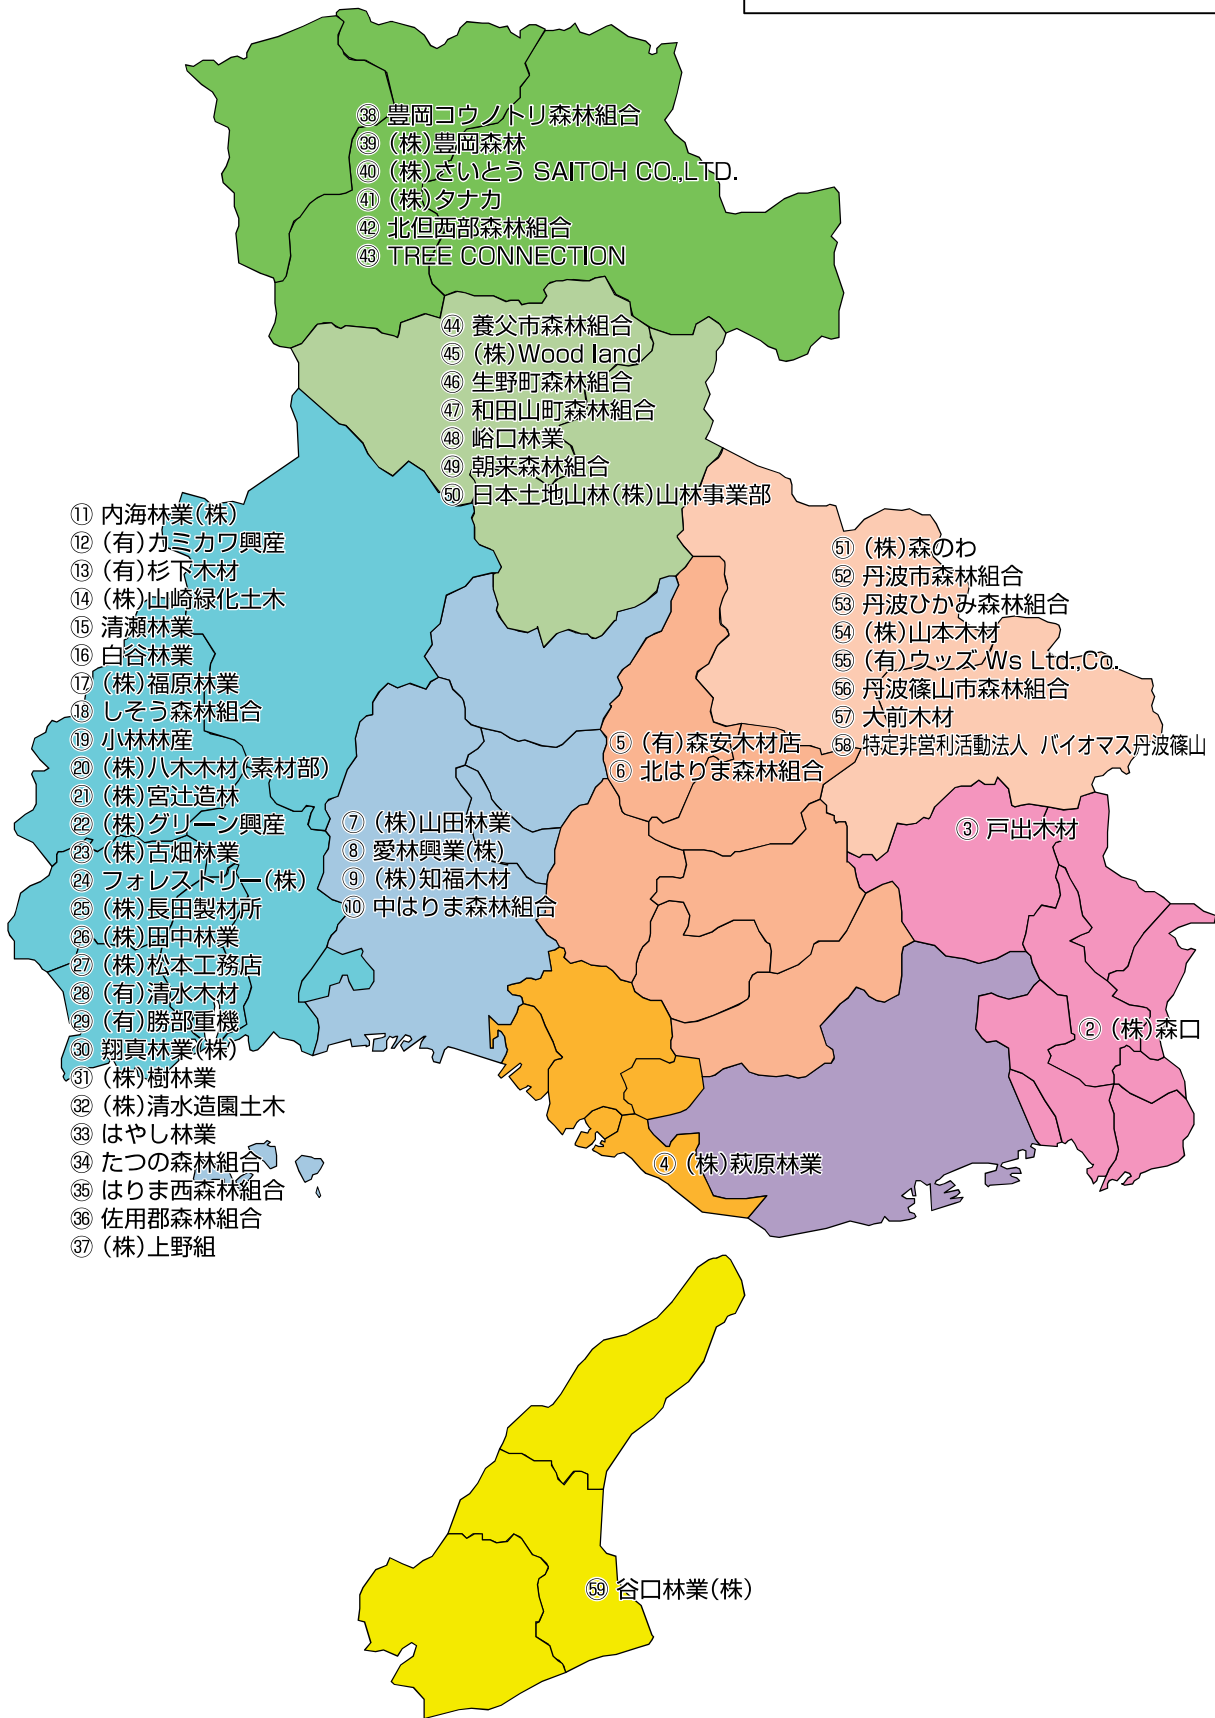 ㊳ 豊岡コウノトリ森林組合
㊴ (株)豊岡森林
㊵ (株)さいとう SAITOH CO.,LTD.
㊶ (株)タナカ
㊷ 北但西部森林組合
㊸ TREE CONNECTION
㊹ 養父市森林組合
㊺ (株)Wood land
㊻ 生野町森林組合
㊼ 和田山町森林組合
㊽ 峪口林業
㊾ 朝来森林組合
㊿ 日本土地山林(株)山林事業部
⑪ 内海林業(株)
⑫ (有)カミカワ興産
⑬ (有)杉下木材
⑭ (株)山崎緑化土木
⑮ 清瀬林業
⑯ 白谷林業
⑰ (株)福原林業
⑱ しそう森林組合
⑲ 小林林産
⑳ (株)八木木材(素材部)
㉑ (株)宮辻造林
㉒ (株)グリーン興産
㉓ (株)古畑林業
㉔ フォレストリー(株)
㉕ (株)長田製材所
㉖ (株)田中林業
㉗ (株)松本工務店
㉘ (有)清水木材
㉙ (有)勝部重機
㉚ 翔真林業(株)
㉛ (株)樹林業
㉜ (株)清水造園土木
㉝ はやし林業
㉞ たつの森林組合
㉟ はりま西森林組合
㊱ 佐用郡森林組合
㊲ (株)上野組
51 (株)森のわ
52 丹波市森林組合
53 丹波ひかみ森林組合
54 (株)山本木材
55 (有)ウッズ Ws Ltd.,Co.
56 丹波篠山市森林組合
57 大前木材
58 特定非営利活動法人 バイオマス丹波篠山
⑤ (有)森安木材店
⑥ 北はりま森林組合
⑦ (株)山田林業
⑧ 愛林興業(株)
⑨ (株)知福木材
⑩ 中はりま森林組合
③ 戸出木材
② (株)森口
④ (株)萩原林業
59 谷口林業(株)